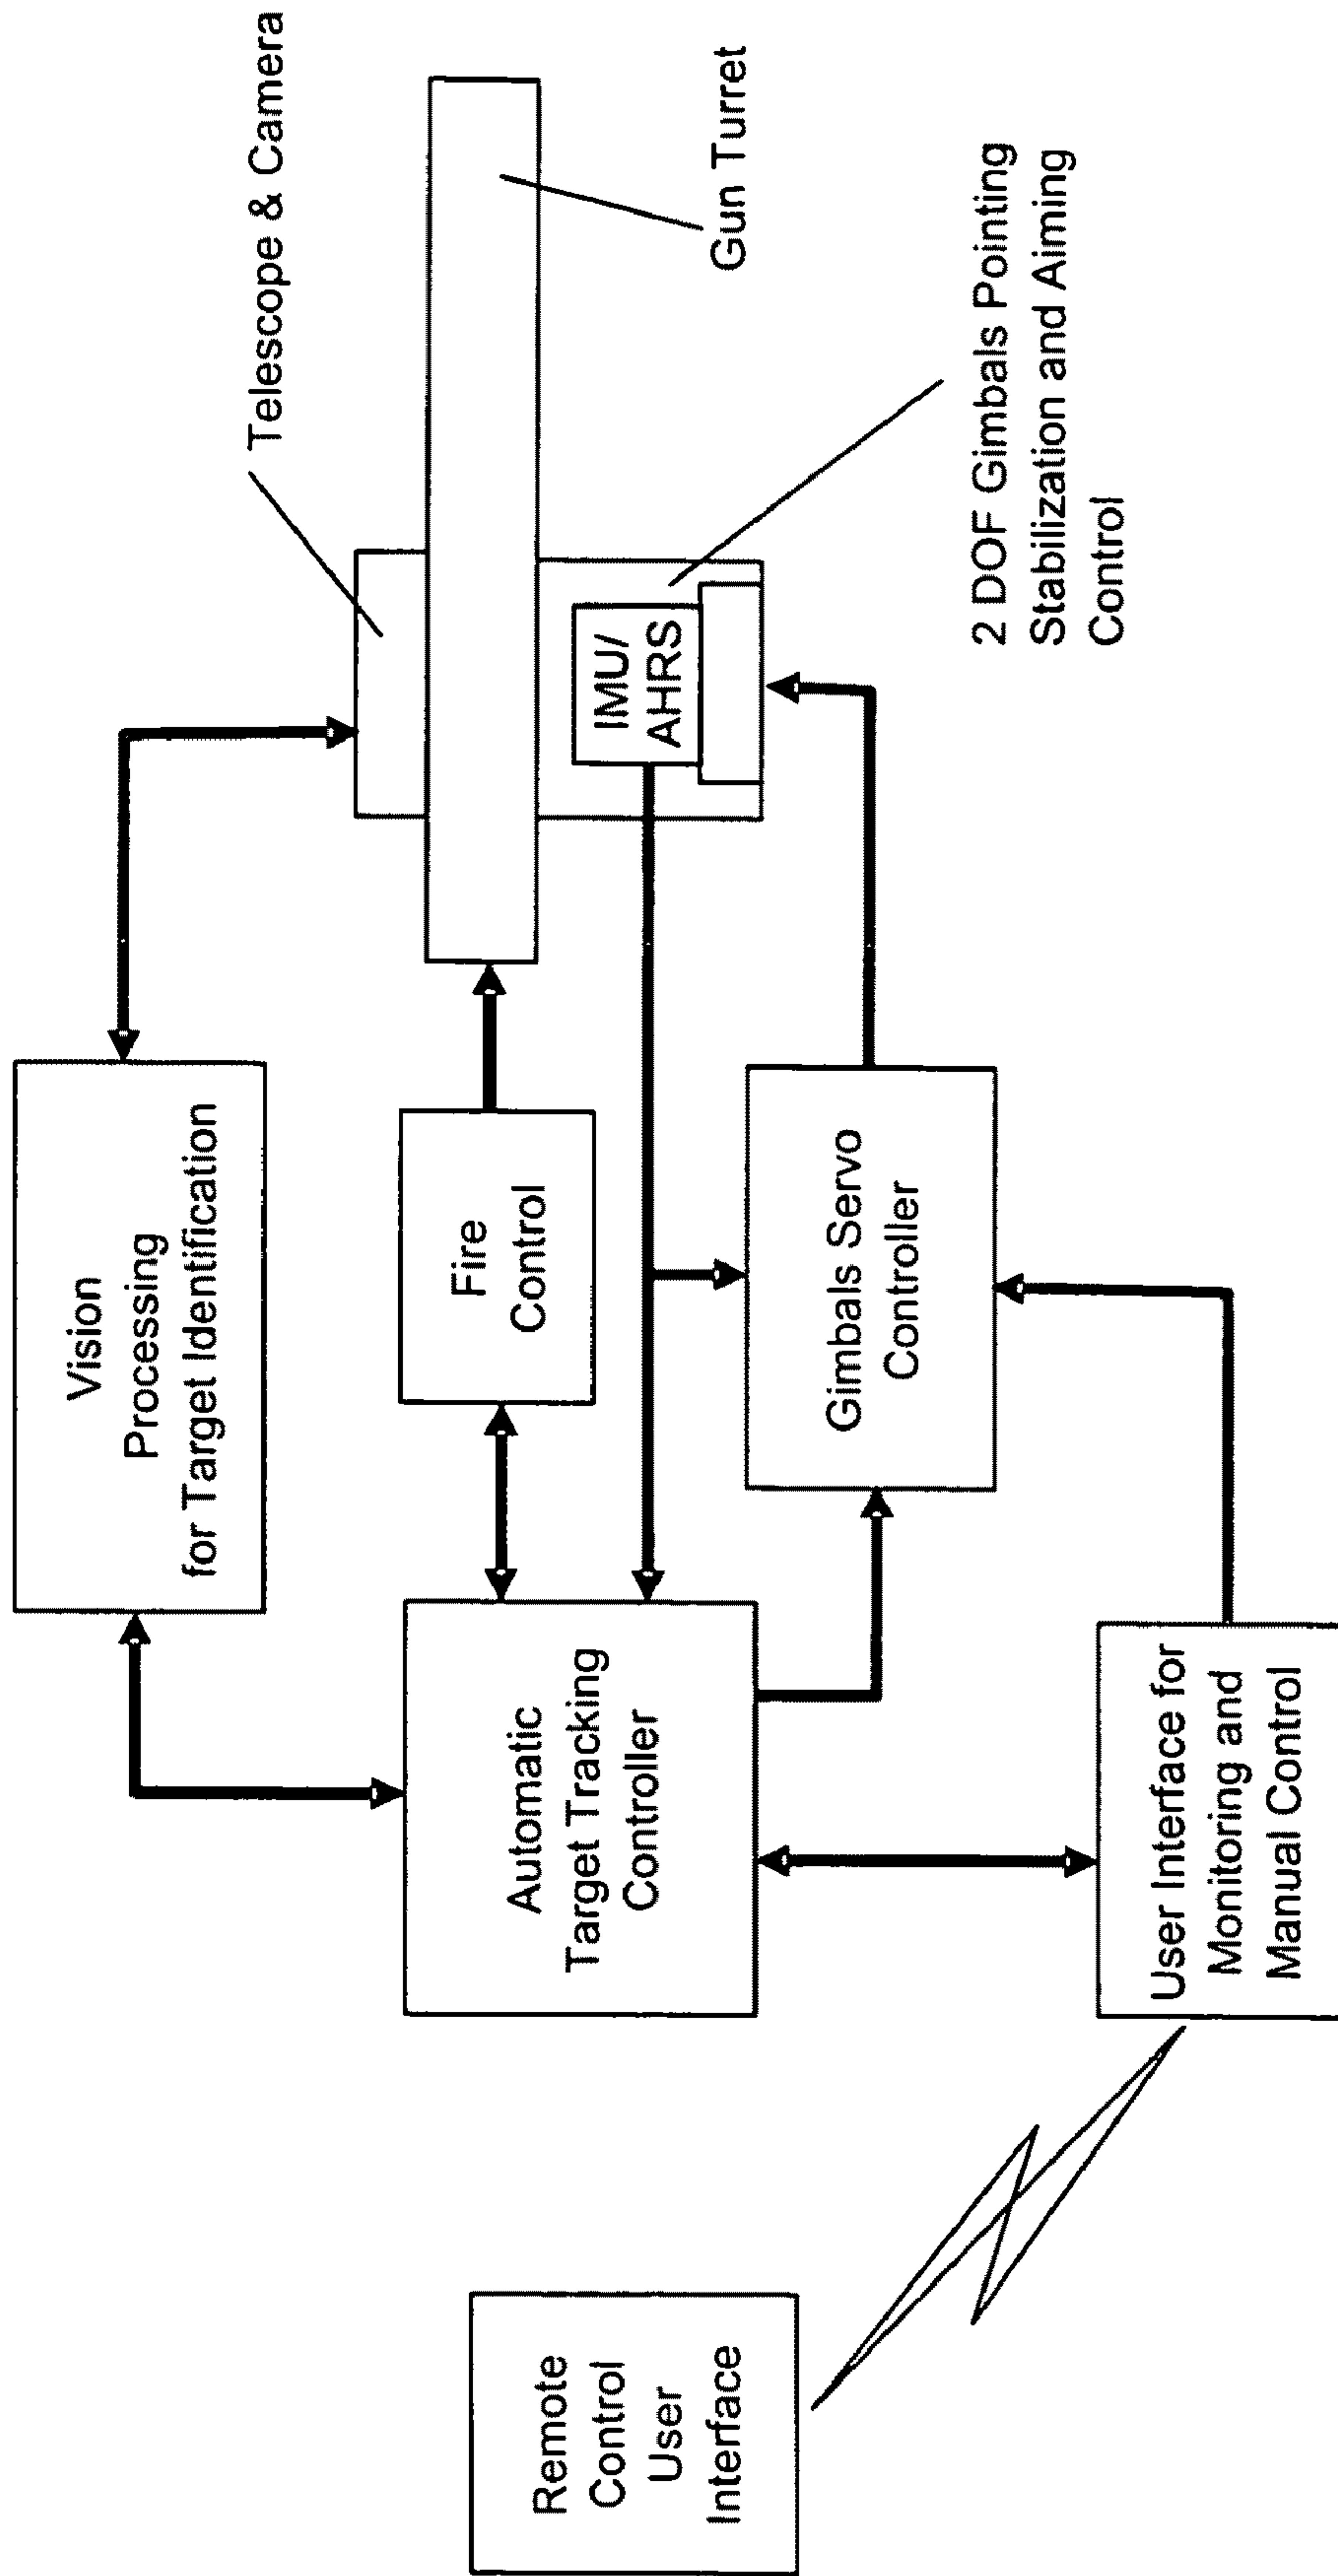 Vision
Processing
for Target Identification
Telescope & Camera
Automatic
Target Tracking
Controller
Fire
Control
Gun Turret
IMU/
AHRS
Remote
Control
User
Interface
Gimbals Servo
Controller
2 DOF Gimbals Pointing
Stabilization and Aiming
Control
User Interface for
Monitoring and
Manual Control